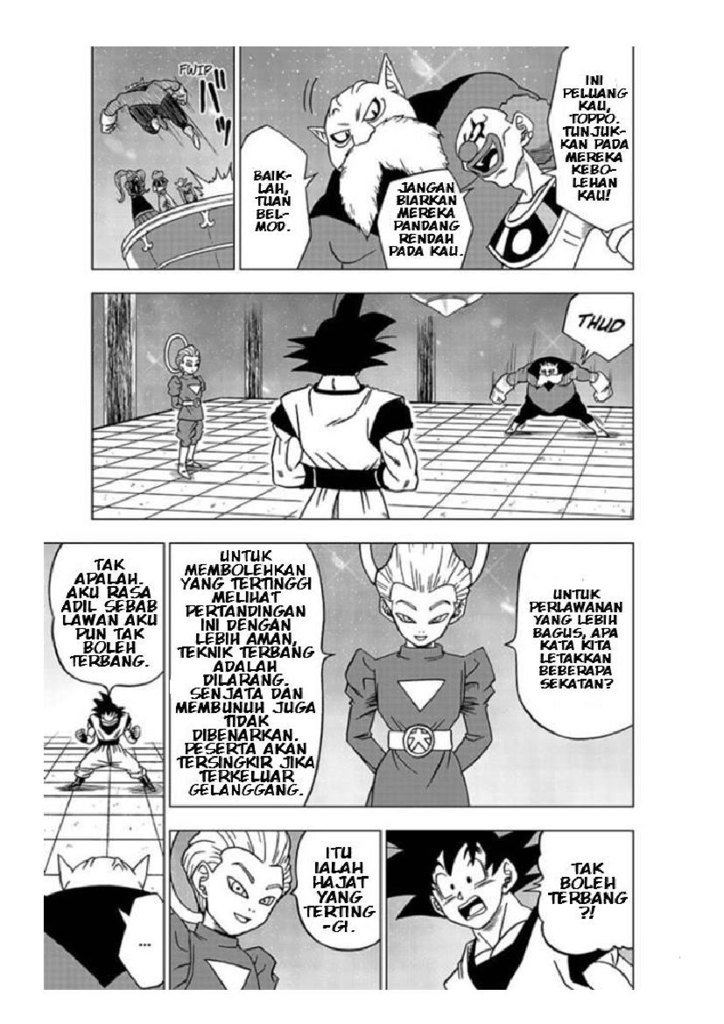 INI
PELUANG
KAU,
TOPPO.
TUNJUK-
KAN PADA
MEREKA
KEBO-
LEHAN
KAU!
JANGAN
BIARKAN
MEREKA
PANDANG
RENDAH
PADA KAU.
BAIK-
LAH,
TUAN
BEL-
MOD.
FWIP
バッ
THUD
UNTUK
PERLAWANAN
YANG LEBIH
BAGUS, APA
KATA KITA
LETAKKAN
BEBERAPA
SEKATAN?
UNTUK
MEMBOLEHKAN
YANG TERTINGGI
MELIHAT
PERTANDINGAN
INI DENGAN
LEBIH AMAN,
TEKNIK TERBANG
ADALAH
DILARANG.
SENJATA DAN
MEMBUNUH JUGA
TIDAK
DIBENARKAN.
PESERTA AKAN
TERSINGKIR JIKA
TERKELUAR
GELANGGANG.
TAK
BOLEH
TERBANG
?!
ITU
IALAH
HAJAT
YANG
TERTING
-GI.
TAK
APALAH.
AKU RASA
ADIL SEBAB
LAWAN AKU
PUN TAK
BOLEH
TERBANG.
...